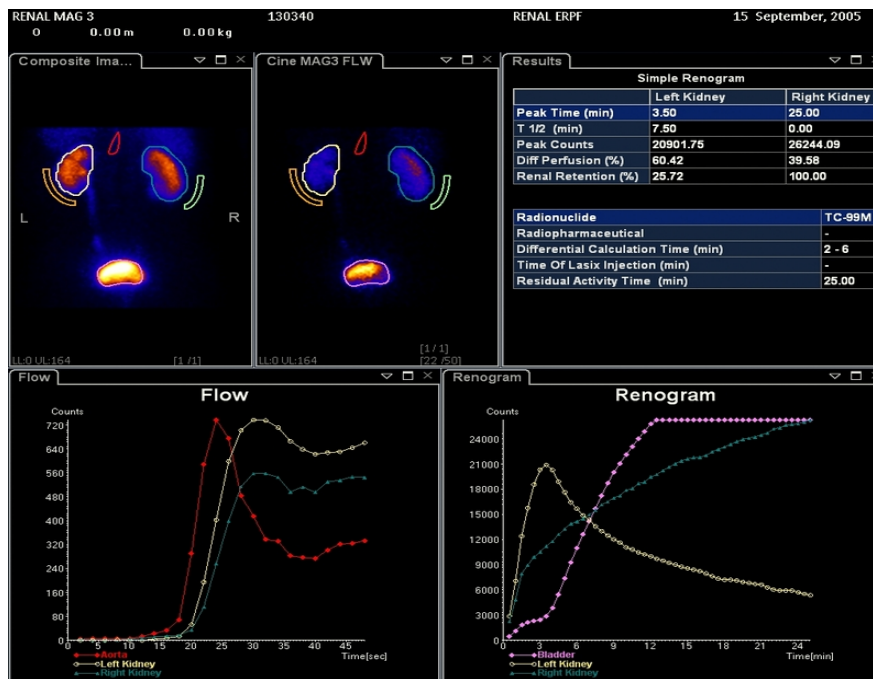 RENAL MAG 3 130340 RENAL ERPF 15 September, 2005
0 0.00 m 0.00 kg
Composite Ima... Cine MAG3 FLW Results
Simple Renogram
Left Kidney Right Kidney
Peak Time (min) 3.50 25.00
T 1/2 (min) 7.50 0.00
Peak Counts 20901.75 26244.09
Diff Perfusion (%) 60.42 39.58
Renal Retention (%) 25.72 100.00
L R
Radionuclide TC-99M
Radiopharmaceutical -
Differential Calculation Time (min) 2 - 6
Time Of Lasix Injection (min) -
Residual Activity Time (min) 25.00
LL:0 UL:164 [1 /1]
[1 /1]
LL:0 UL:164 [22 /50]
Flow
Flow
Counts
720
640
560
480
400
320
240
160
80
0
0 5 10 15 20 25 30 35 40 45
Time[sec]
Aorta
Left Kidney
Right Kidney
Renogram
Renogram
Counts
24000
21000
18000
15000
12000
9000
6000
3000
0
0 3 6 9 12 15 18 21 24
Time[min]
Bladder
Left Kidney
Right Kidney